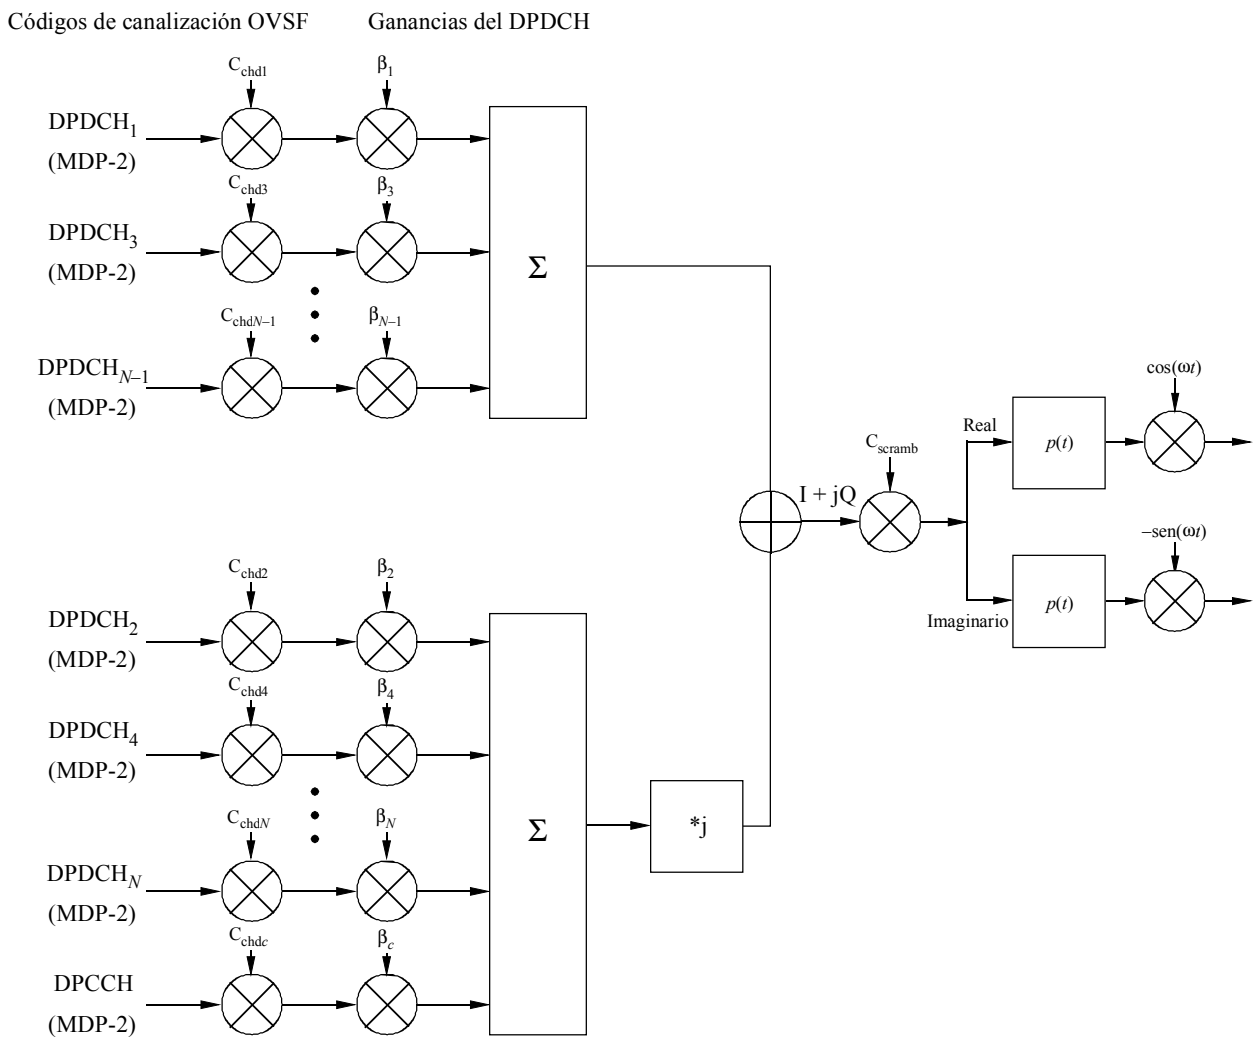 Códigos de canalización OVSF Ganancias del DPDCH
C_chd1 β_1
DPDCH_1
(MDP-2)
C_chd3 β_3
DPDCH_3
(MDP-2)
Σ
C_chdN–1 β_N–1
DPDCH_N–1
(MDP-2)
cos(ωt)
Real
p(t)
C_scramb
I + jQ
–sen(ωt)
Imaginario
p(t)
C_chd2 β_2
DPDCH_2
(MDP-2)
C_chd4 β_4
DPDCH_4
(MDP-2)
Σ
*j
C_chdN β_N
DPDCH_N
(MDP-2)
C_chdc β_c
DPCCH
(MDP-2)